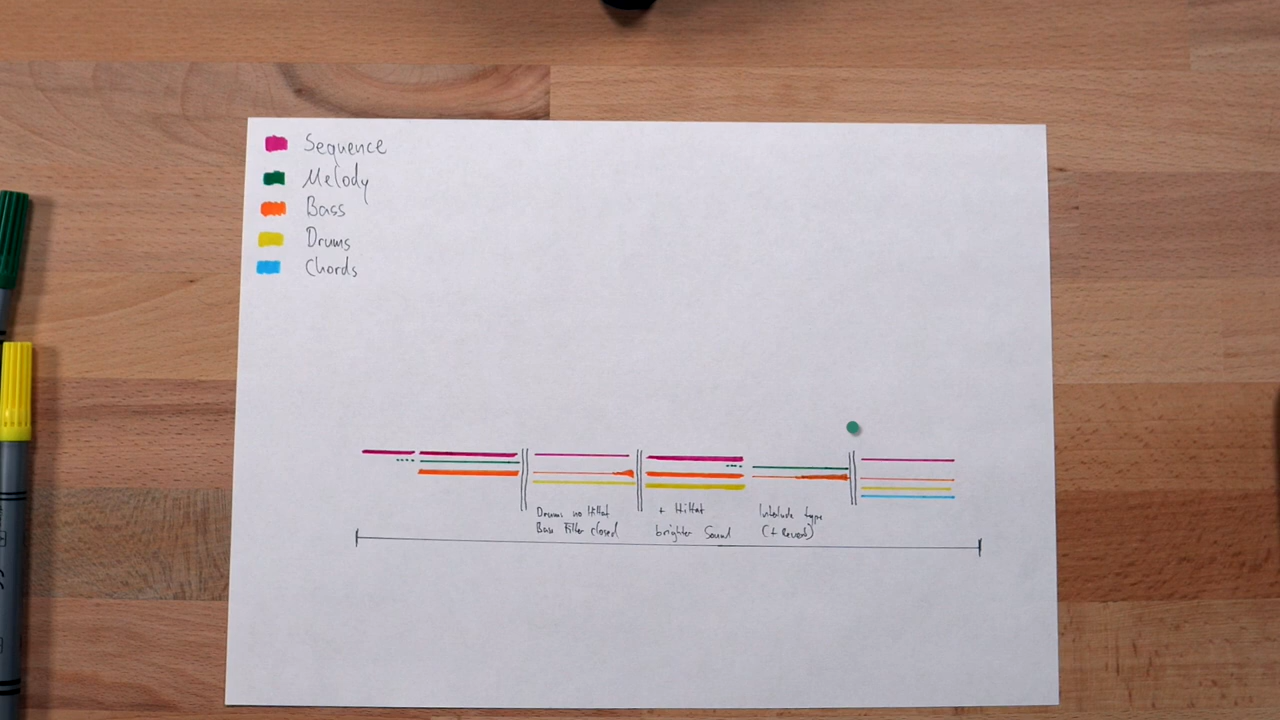 Sequence
Melody
Bass
Drums
Chords
Drums no HiHat
Bass Filter closed
+ HiHat
brighter Sound
Interlude type
(+ Reverb)